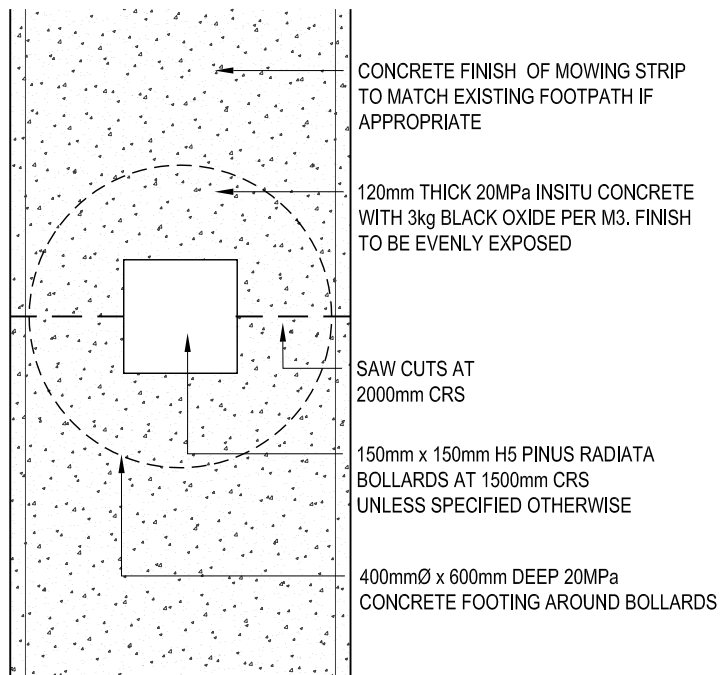 CONCRETE FINISH OF MOWING STRIP
TO MATCH EXISTING FOOTPATH IF
APPROPRIATE
120mm THICK 20MPa INSITU CONCRETE
WITH 3kg BLACK OXIDE PER M3. FINISH
TO BE EVENLY EXPOSED
SAW CUTS AT
2000mm CRS
150mm x 150mm H5 PINUS RADIATA
BOLLARDS AT 1500mm CRS
UNLESS SPECIFIED OTHERWISE
400mmØ x 600mm DEEP 20MPa
CONCRETE FOOTING AROUND BOLLARDS